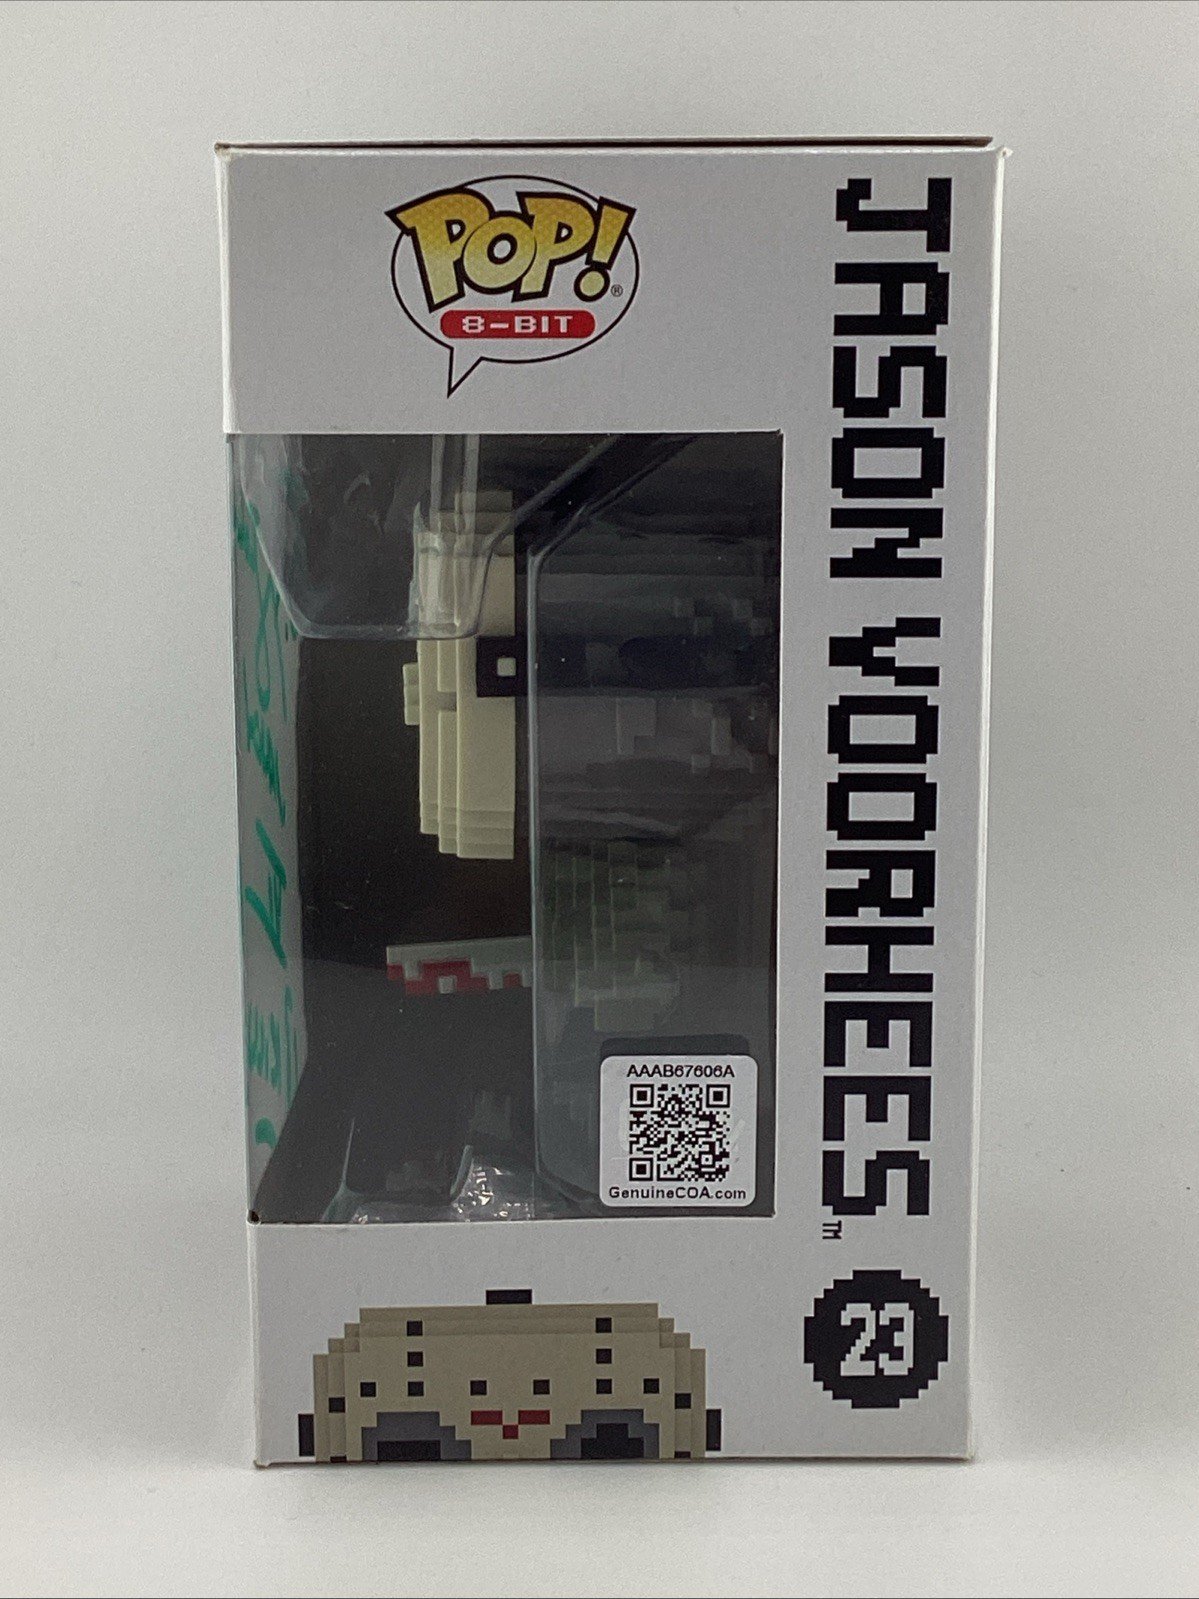 POP!®
8-BIT
JASON VOORHEES™
AAAB67606A
GenuineCOA.com
23